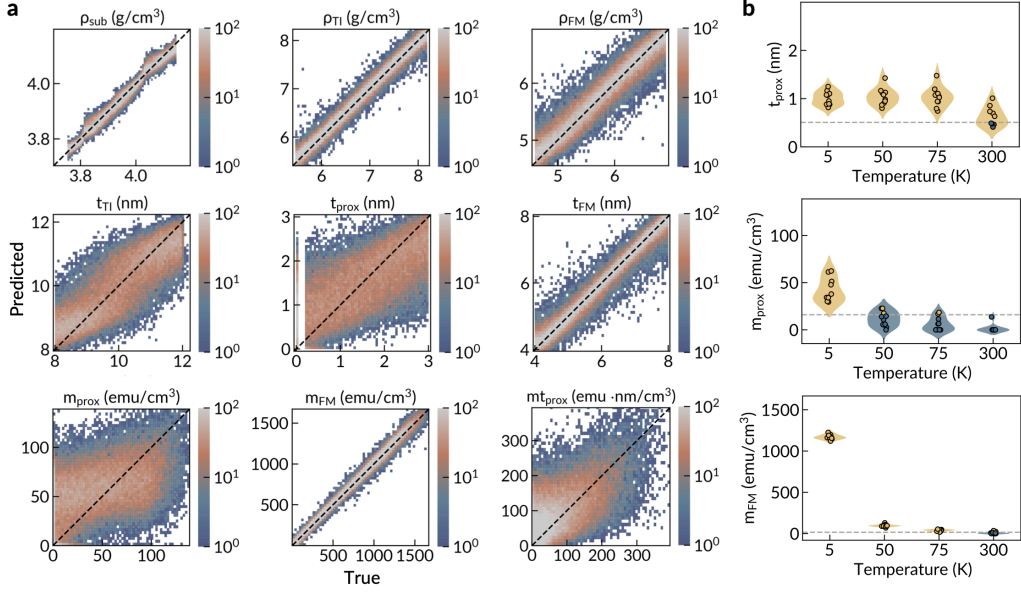 a
ρsub (g/cm³)
4.0
3.8
3.8 4.0
10² 10¹ 10⁰
ρTI (g/cm³)
8
7
6
6 7 8
10² 10¹ 10⁰
ρFM (g/cm³)
6
5
5 6
10² 10¹ 10⁰
Predicted
tTI (nm)
12
10
8
8 10 12
10² 10¹ 10⁰
tprox (nm)
3
2
1
0
0 1 2 3
10² 10¹ 10⁰
tFM (nm)
8
6
4
4 6 8
10² 10¹ 10⁰
mprox (emu/cm³)
100
50
0
0 50 100
10² 10¹ 10⁰
mFM (emu/cm³)
1500
1000
500
500 1000 1500
10² 10¹ 10⁰
mtprox (emu ·nm/cm³)
300
200
100
0
0 100 200 300
10² 10¹ 10⁰
True
b
tprox (nm)
2
1
0
5 50 75 300
Temperature (K)
mprox (emu/cm³)
100
50
0
5 50 75 300
Temperature (K)
mFM (emu/cm³)
1500
1000
500
0
5 50 75 300
Temperature (K)